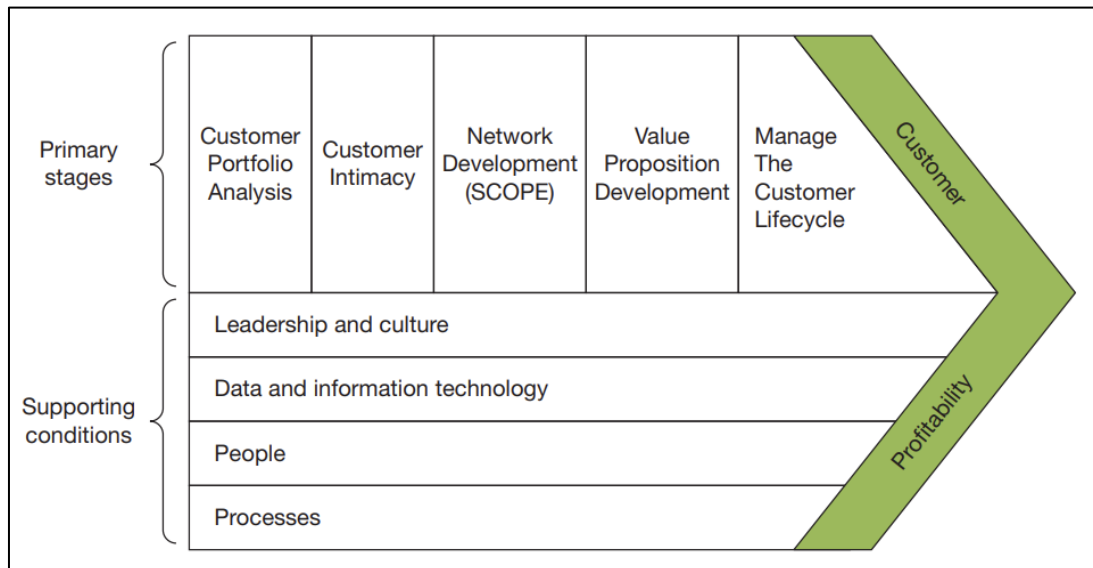 Primary
stages
Customer
Portfolio
Analysis
Customer
Intimacy
Network
Development
(SCOPE)
Value
Proposition
Development
Manage
The
Customer
Lifecycle
Customer
Supporting
conditions
Leadership and culture
Data and information technology
People
Processes
Profitability